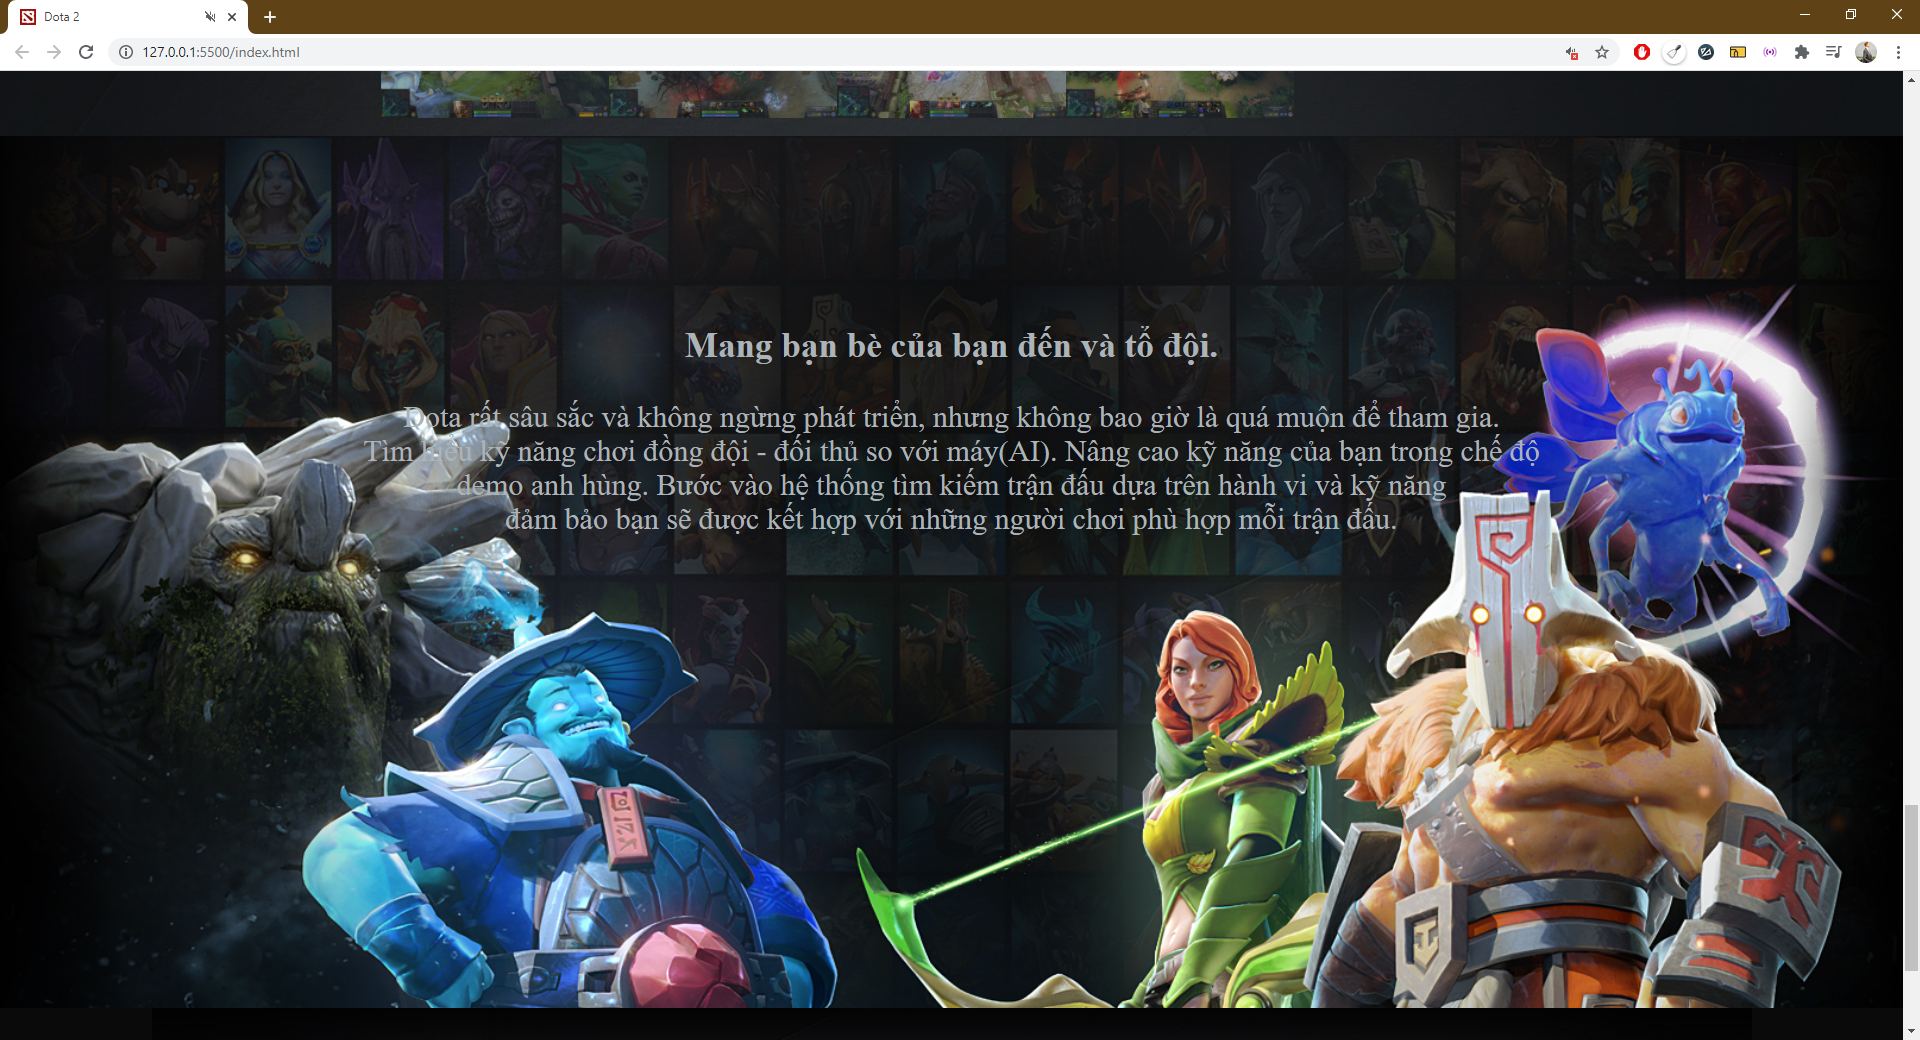 Dota 2
127.0.0.1:5500/index.html
Mang bạn bè của bạn đến và tổ đội.
Dota rất sâu sắc và không ngừng phát triển, nhưng không bao giờ là quá muộn để tham gia.
Tìm hiểu kỹ năng chơi đồng đội - đối thủ so với máy(AI). Nâng cao kỹ năng của bạn trong chế độ
demo anh hùng. Bước vào hệ thống tìm kiếm trận đấu dựa trên hành vi và kỹ năng
đảm bảo bạn sẽ được kết hợp với những người chơi phù hợp mỗi trận đấu.